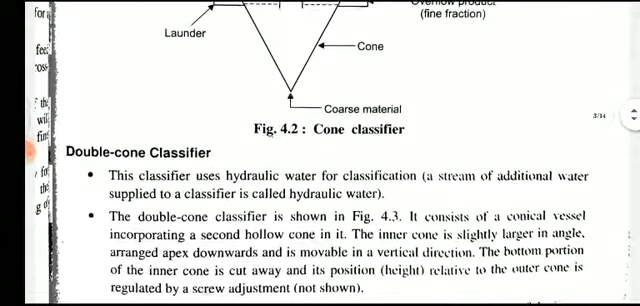 Overflow product
(fine fraction)
Launder
Cone
Coarse material
Fig. 4.2 : Cone classifier
3/14
Double-cone Classifier
• This classifier uses hydraulic water for classification (a stream of additional water
supplied to a classifier is called hydraulic water).
• The double-cone classifier is shown in Fig. 4.3. It consists of a conical vessel
incorporating a second hollow cone in it. The inner cone is slightly larger in angle,
arranged apex downwards and is movable in a vertical direction. The bottom portion
of the inner cone is cut away and its position (height) relative to the outer cone is
regulated by a screw adjustment (not shown).